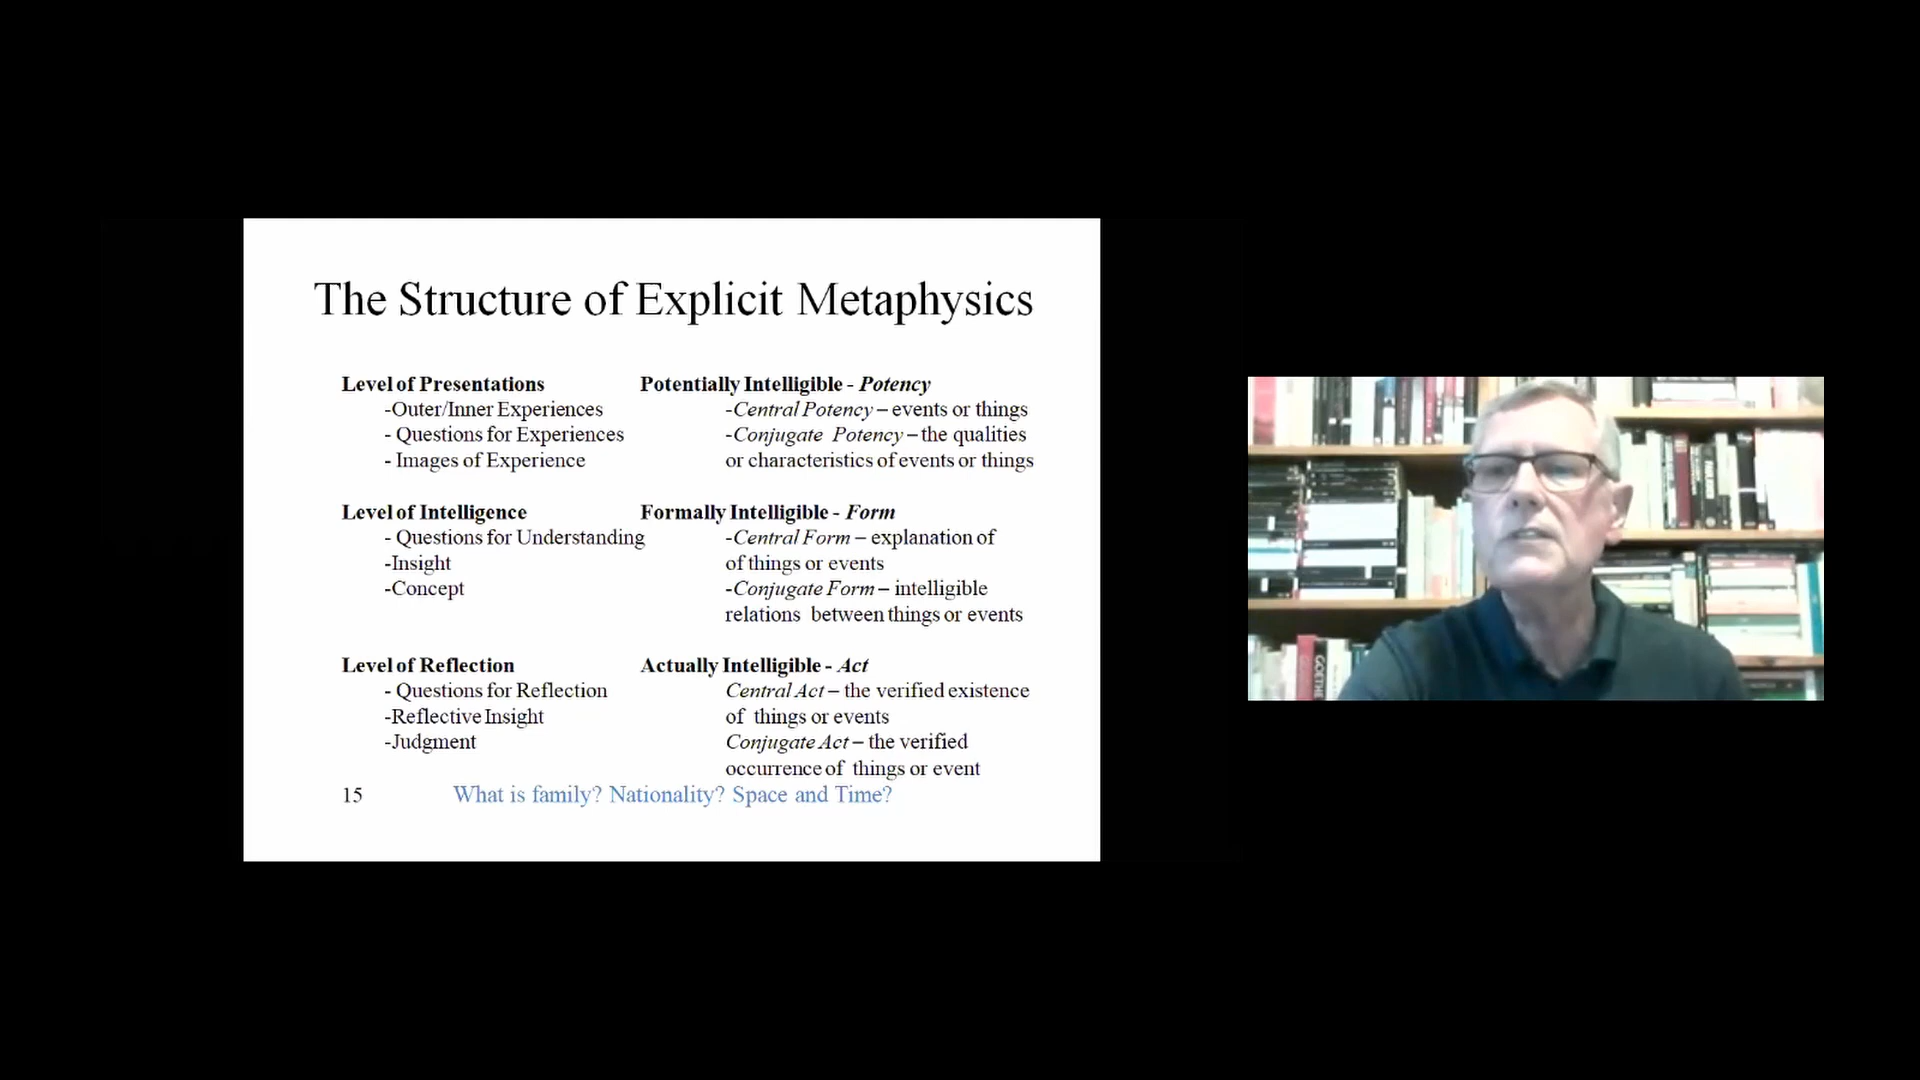 The Structure of Explicit Metaphysics
Level of Presentations
-Outer/Inner Experiences
- Questions for Experiences
- Images of Experience
Potentially Intelligible - Potency
-Central Potency – events or things
-Conjugate Potency – the qualities
or characteristics of events or things
Level of Intelligence
- Questions for Understanding
-Insight
-Concept
Formally Intelligible - Form
-Central Form – explanation of
of things or events
-Conjugate Form – intelligible
relations between things or events
Level of Reflection
- Questions for Reflection
-Reflective Insight
-Judgment
Actually Intelligible - Act
Central Act – the verified existence
of things or events
Conjugate Act – the verified
occurrence of things or event
15
What is family? Nationality? Space and Time?
GOETHE